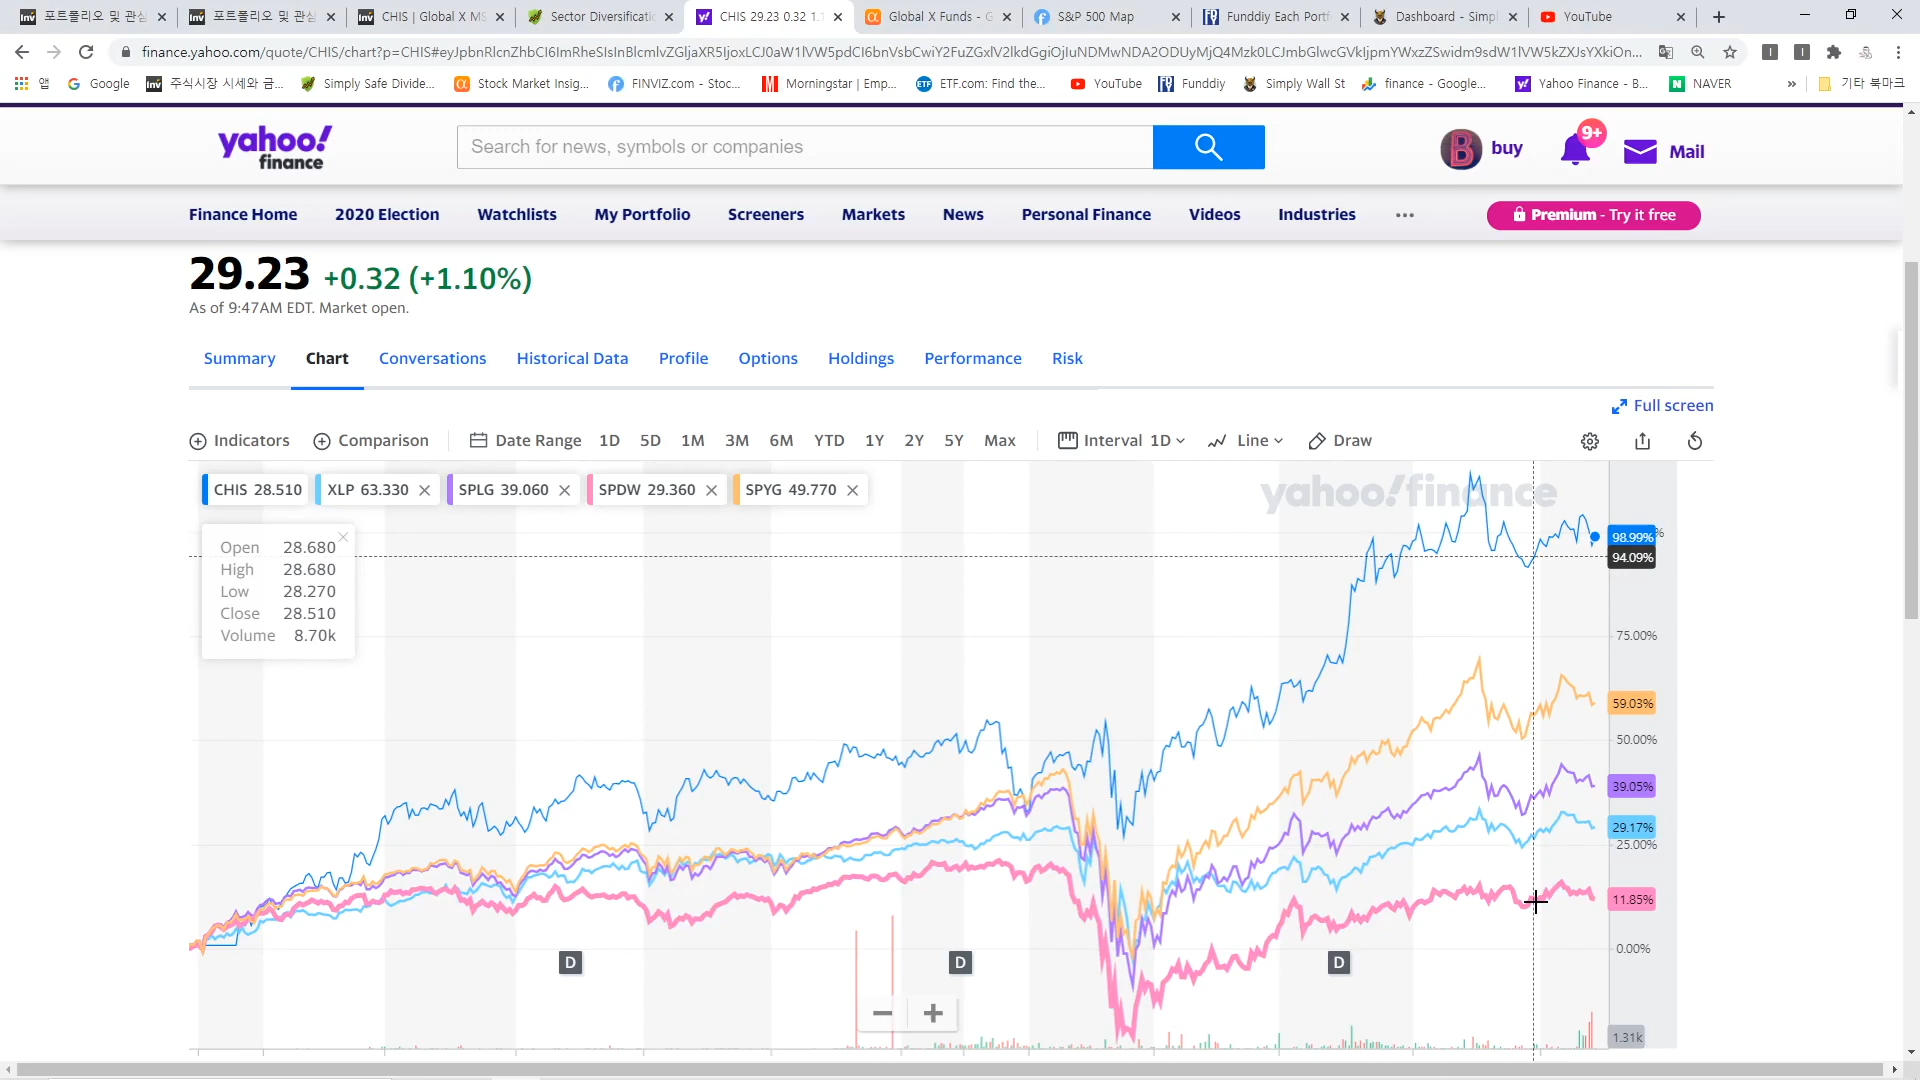 포트폴리오 및 관심
포트폴리오 및 관심
CHIS | Global X MS
Sector Diversificatic
CHIS 29.23 0.32 1.1
Global X Funds - G
S&P 500 Map
Funddiy Each Portf
Dashboard - Simpl
YouTube
앱
Google
주식시장 시세와 금...
Simply Safe Divide...
Stock Market Insig...
FINVIZ.com - Stoc...
Morningstar | Emp...
ETF.com: Find the...
YouTube
Funddiy
Simply Wall St
finance - Google...
Yahoo Finance - B...
NAVER
»
기타 북마크
yahoo!
finance
Search for news, symbols or companies
B
buy
9+
Mail
Finance Home
2020 Election
Watchlists
My Portfolio
Screeners
Markets
News
Personal Finance
Videos
Industries
Premium - Try it free
29.23 +0.32 (+1.10%)
As of 9:47AM EDT. Market open.
Summary
Chart
Conversations
Historical Data
Profile
Options
Holdings
Performance
Risk
Full screen
Indicators
Comparison
Date Range
1D
5D
1M
3M
6M
YTD
1Y
2Y
5Y
Max
Interval 1D
Line
Draw
CHIS 28.510
XLP 63.330
SPLG 39.060
SPDW 29.360
SPYG 49.770
yahoo!finance
Open 28.680
High 28.680
Low 28.270
Close 28.510
Volume 8.70k
98.99%
94.09%
75.00%
59.03%
50.00%
39.05%
29.17%
25.00%
11.85%
0.00%
D
D
D
1.31k